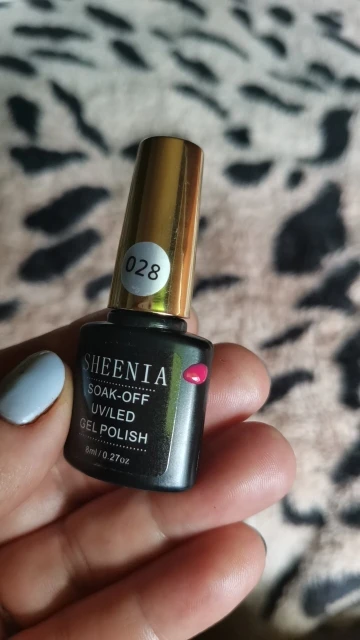 028
SHEENIA
SOAK-OFF
UV/LED
GEL POLISH
8ml / 0.27oz